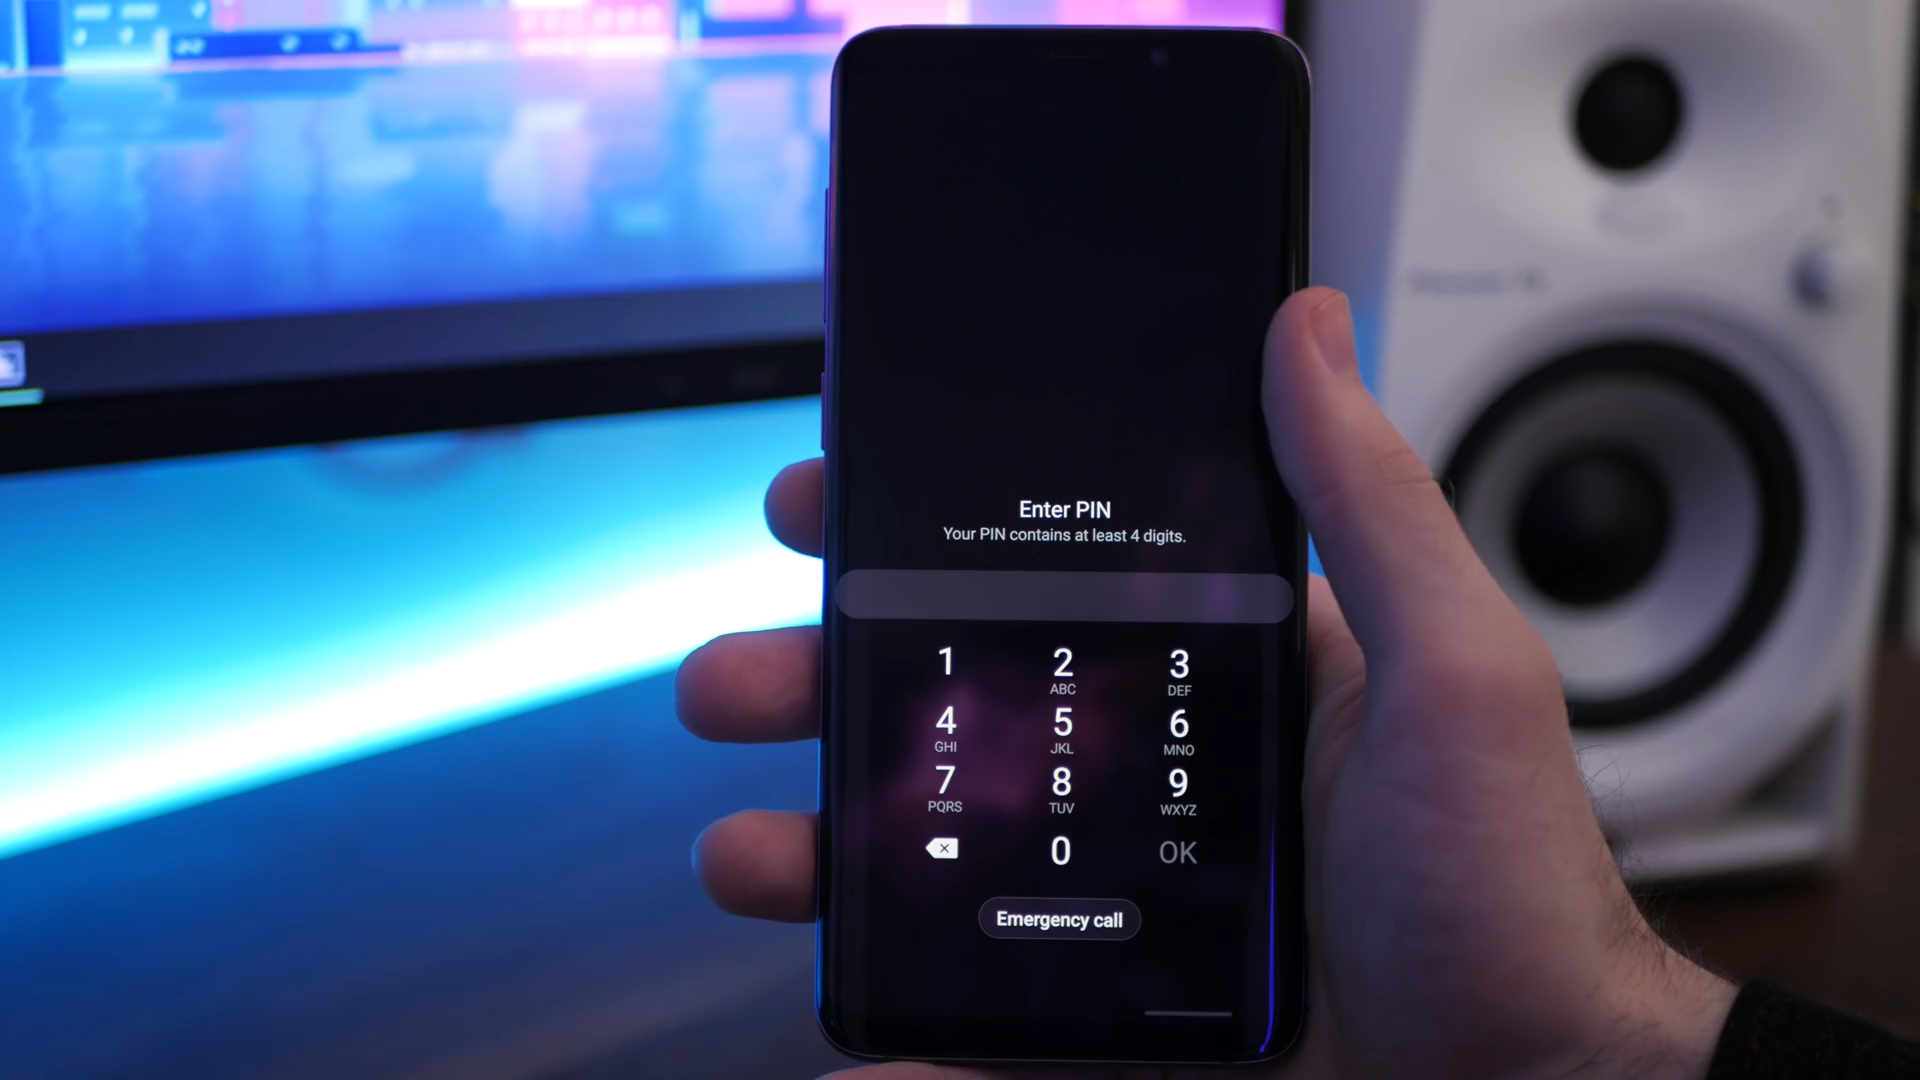 Enter PIN
Your PIN contains at least 4 digits.
1 2 3
ABC DEF
4 5 6
GHI JKL MNO
7 8 9
PQRS TUV WXYZ
0 OK
Emergency call